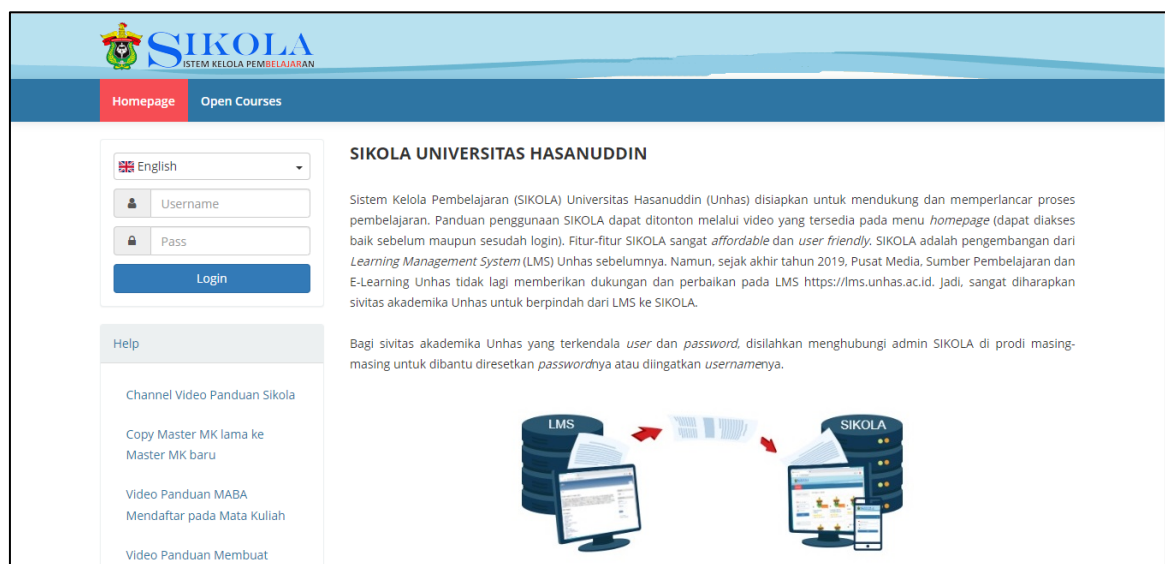 SIKOLA
ISTEM KELOLA PEMBELAJARAN
Homepage
Open Courses
English
Username
Pass
Login
Help
Channel Video Panduan Sikola
Copy Master MK lama ke
Master MK baru
Video Panduan MABA
Mendaftar pada Mata Kuliah
Video Panduan Membuat
SIKOLA UNIVERSITAS HASANUDDIN
Sistem Kelola Pembelajaran (SIKOLA) Universitas Hasanuddin (Unhas) disiapkan untuk mendukung dan memperlancar proses
pembelajaran. Panduan penggunaan SIKOLA dapat ditonton melalui video yang tersedia pada menu homepage (dapat diakses
baik sebelum maupun sesudah login). Fitur-fitur SIKOLA sangat affordable dan user friendly. SIKOLA adalah pengembangan dari
Learning Management System (LMS) Unhas sebelumnya. Namun, sejak akhir tahun 2019, Pusat Media, Sumber Pembelajaran dan
E-Learning Unhas tidak lagi memberikan dukungan dan perbaikan pada LMS https://lms.unhas.ac.id. Jadi, sangat diharapkan
sivitas akademika Unhas untuk berpindah dari LMS ke SIKOLA.
Bagi sivitas akademika Unhas yang terkendala user dan password, disilahkan menghubungi admin SIKOLA di prodi masing-
masing untuk dibantu diresetkan passwordnya atau diingatkan usernamenya.
LMS
SIKOLA